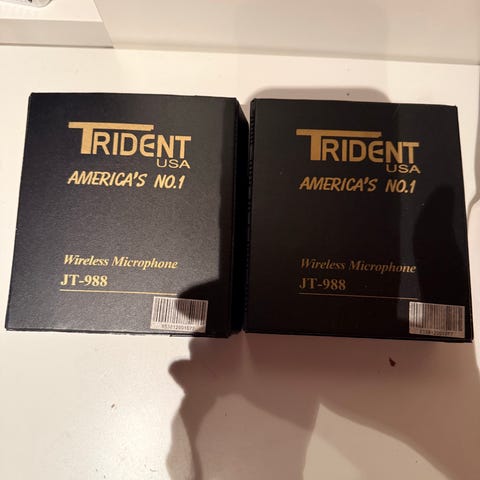 TRIDENT
USA
AMERICA'S NO.1
Wireless Microphone
JT-988
TRIDENT
USA
AMERICA'S NO.1
Wireless Microphone
JT-988